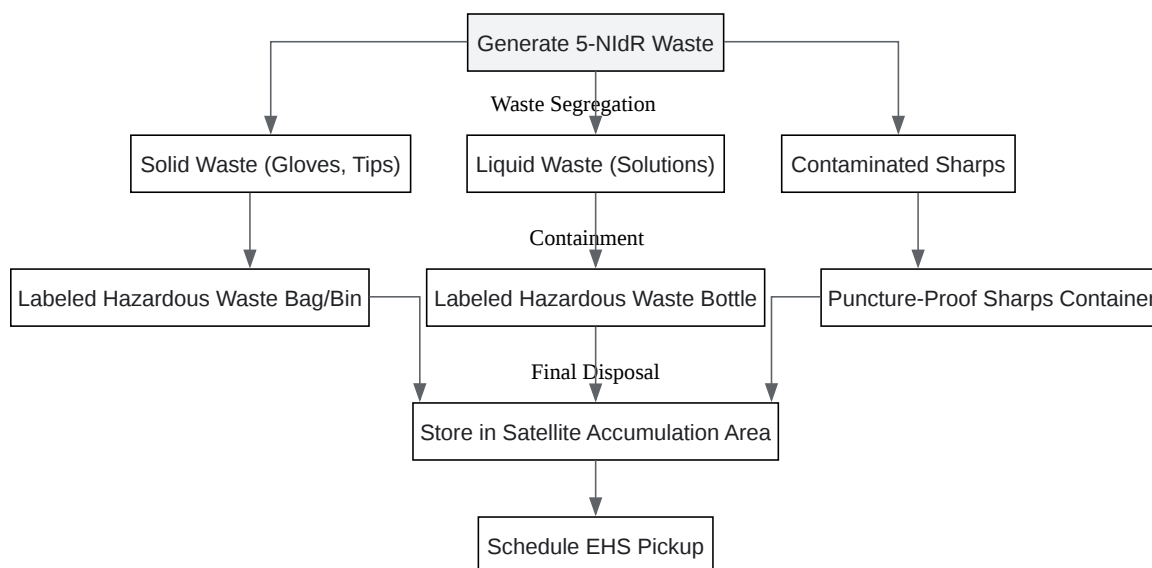 Generate 5-NIdR Waste
Waste Segregation
Solid Waste (Gloves, Tips)
Liquid Waste (Solutions)
Contaminated Sharps
Containment
Labeled Hazardous Waste Bag/Bin
Labeled Hazardous Waste Bottle
Puncture-Proof Sharps Container
Final Disposal
Store in Satellite Accumulation Area
Schedule EHS Pickup